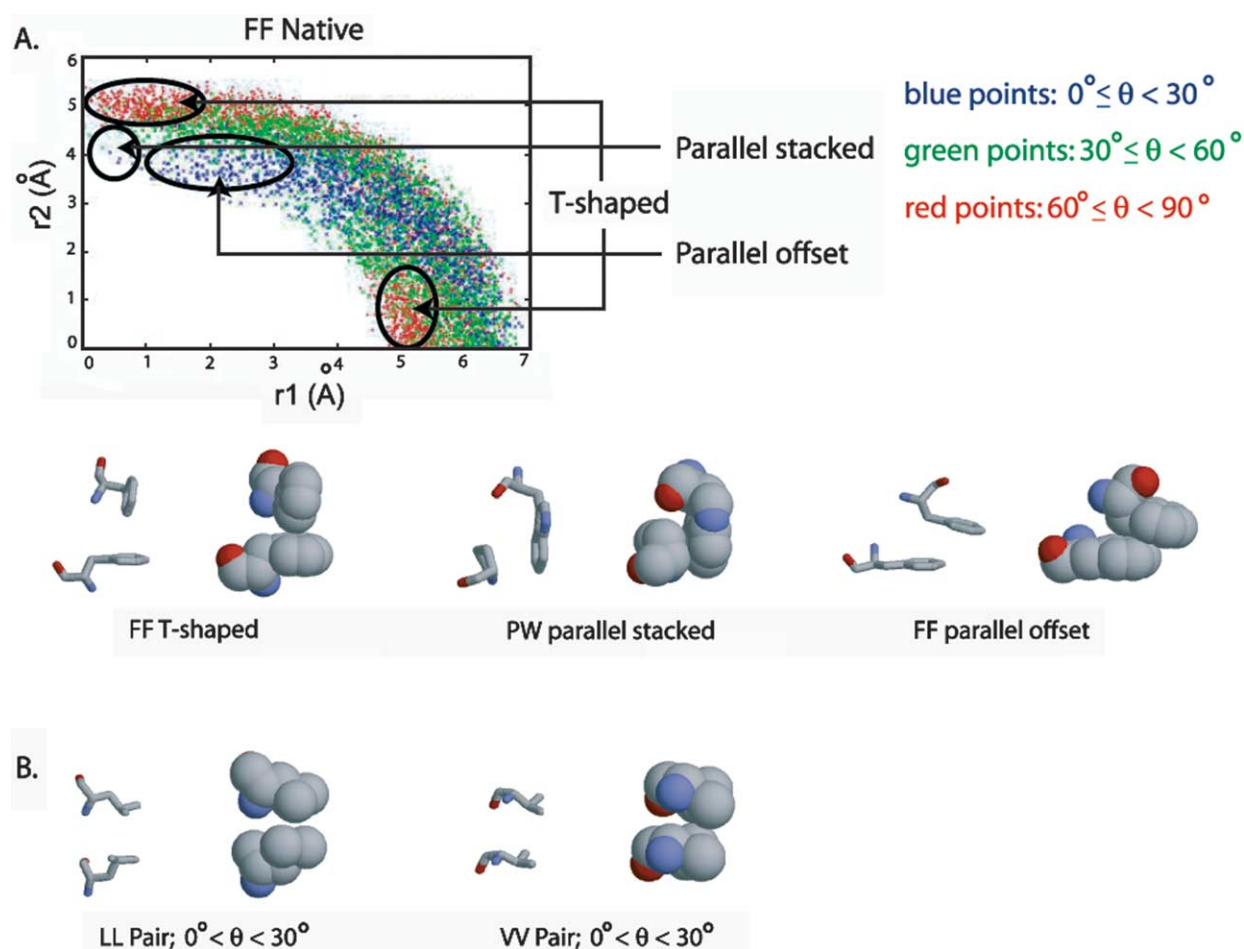 A.
FF Native
6
5
4
3
2
1
0
r2 (Å)
0 1 2 3 4 5 6 7
r1 (Å)
Parallel stacked
T-shaped
Parallel offset
blue points: 0° ≤ θ < 30°
green points: 30° ≤ θ < 60°
red points: 60° ≤ θ < 90°
FF T-shaped
PW parallel stacked
FF parallel offset
B.
LL Pair; 0° < θ < 30°
VV Pair; 0° < θ < 30°